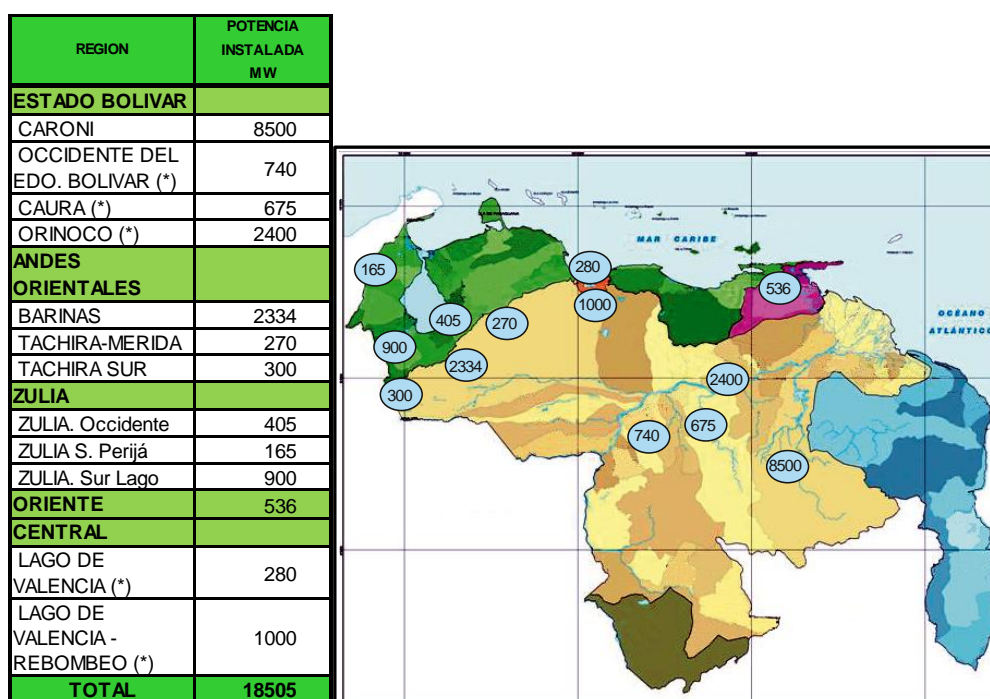 REGION
POTENCIA
INSTALADA
MW
ESTADO BOLIVAR
CARONI 8500
OCCIDENTE DEL
EDO. BOLIVAR (*) 740
CAURA (*) 675
ORINOCO (*) 2400
ANDES
ORIENTALES
BARINAS 2334
TACHIRA-MERIDA 270
TACHIRA SUR 300
ZULIA
ZULIA. Occidente 405
ZULIA S. Perijá 165
ZULIA. Sur Lago 900
ORIENTE 536
CENTRAL
LAGO DE
VALENCIA (*) 280
LAGO DE
VALENCIA -
REBOMBEO (*) 1000
TOTAL 18505
MAR CARIBE
165
280
536
1000
405
270
OCÉANO
ATLÁNTICO
900
2334
2400
300
740
675
8500